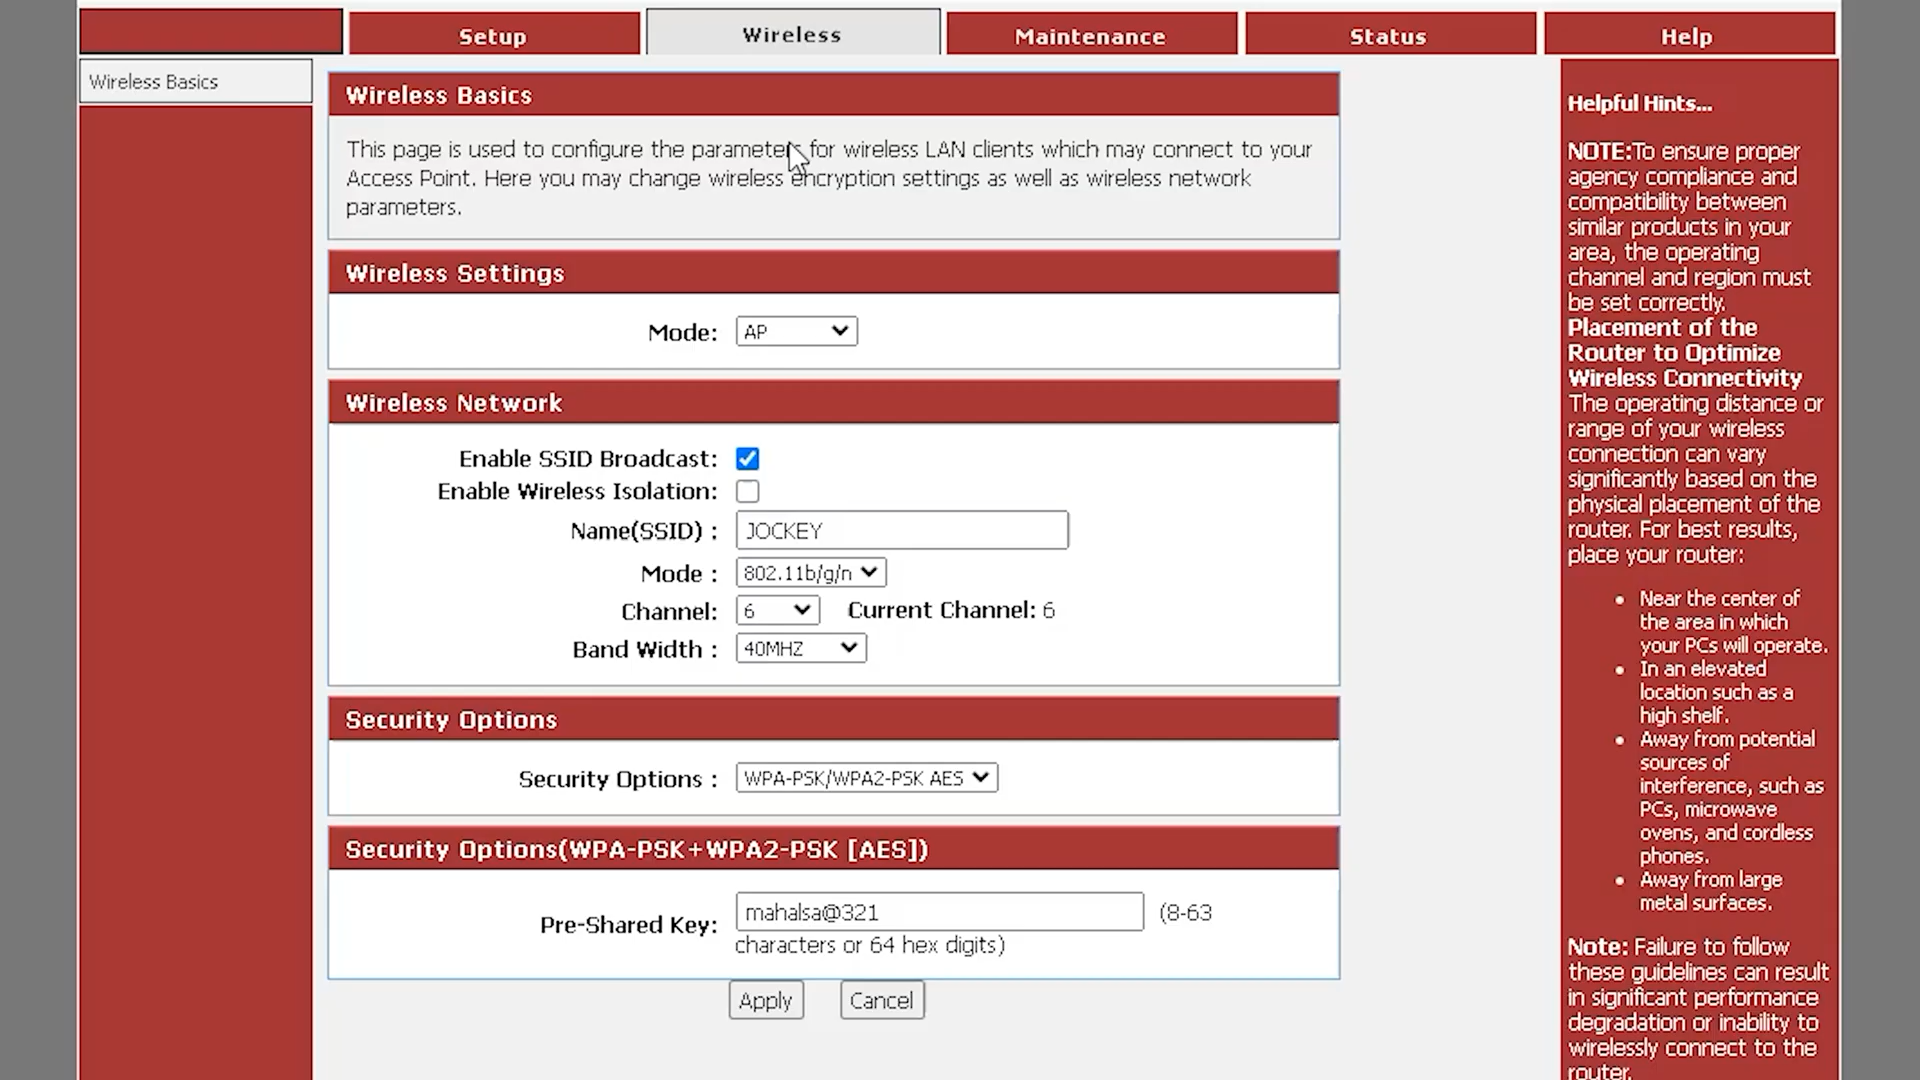 Setup
Wireless
Maintenance
Status
Help
Wireless Basics
Wireless Basics
This page is used to configure the parameters for wireless LAN clients which may connect to your
Access Point. Here you may change wireless encryption settings as well as wireless network
parameters.
Wireless Settings
Mode: AP
Wireless Network
Enable SSID Broadcast:
Enable Wireless Isolation:
Name(SSID) : JOCKEY
Mode : 802.11b/g/n
Channel: 6 Current Channel: 6
Band Width : 40MHZ
Security Options
Security Options : WPA-PSK/WPA2-PSK AES
Security Options(WPA-PSK+WPA2-PSK [AES])
Pre-Shared Key: mahalsa@321 (8-63
characters or 64 hex digits)
Apply Cancel
Helpful Hints...
NOTE:To ensure proper
agency compliance and
compatibility between
similar products in your
area, the operating
channel and region must
be set correctly.
Placement of the
Router to Optimize
Wireless Connectivity
The operating distance or
range of your wireless
connection can vary
significantly based on the
physical placement of the
router. For best results,
place your router:
• Near the center of
the area in which
your PCs will operate.
• In an elevated
location such as a
high shelf.
• Away from potential
sources of
interference, such as
PCs, microwave
ovens, and cordless
phones.
• Away from large
metal surfaces.
Note: Failure to follow
these guidelines can result
in significant performance
degradation or inability to
wirelessly connect to the
router.